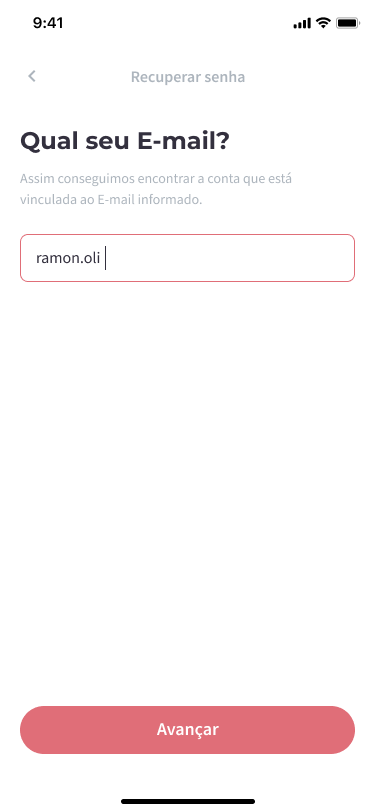 9:41
Recuperar senha
Qual seu E-mail?
Assim conseguimos encontrar a conta que está
vinculada ao E-mail informado.
ramon.oli
Avançar